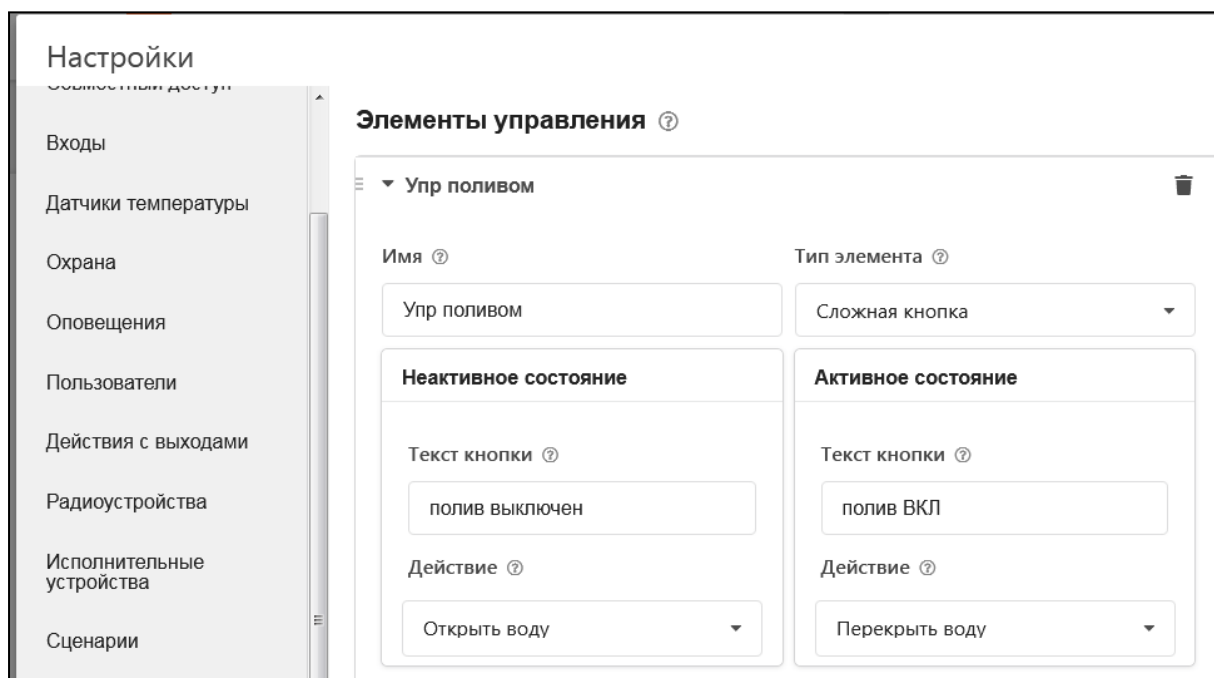 Настройки
Входы
Датчики температуры
Охрана
Оповещения
Пользователи
Действия с выходами
Радиоустройства
Исполнительные
устройства
Сценарии
Элементы управления
Упр поливом
Имя
Тип элемента
Упр поливом
Сложная кнопка
Неактивное состояние
Активное состояние
Текст кнопки
Текст кнопки
полив выключен
полив ВКЛ
Действие
Действие
Открыть воду
Перекрыть воду